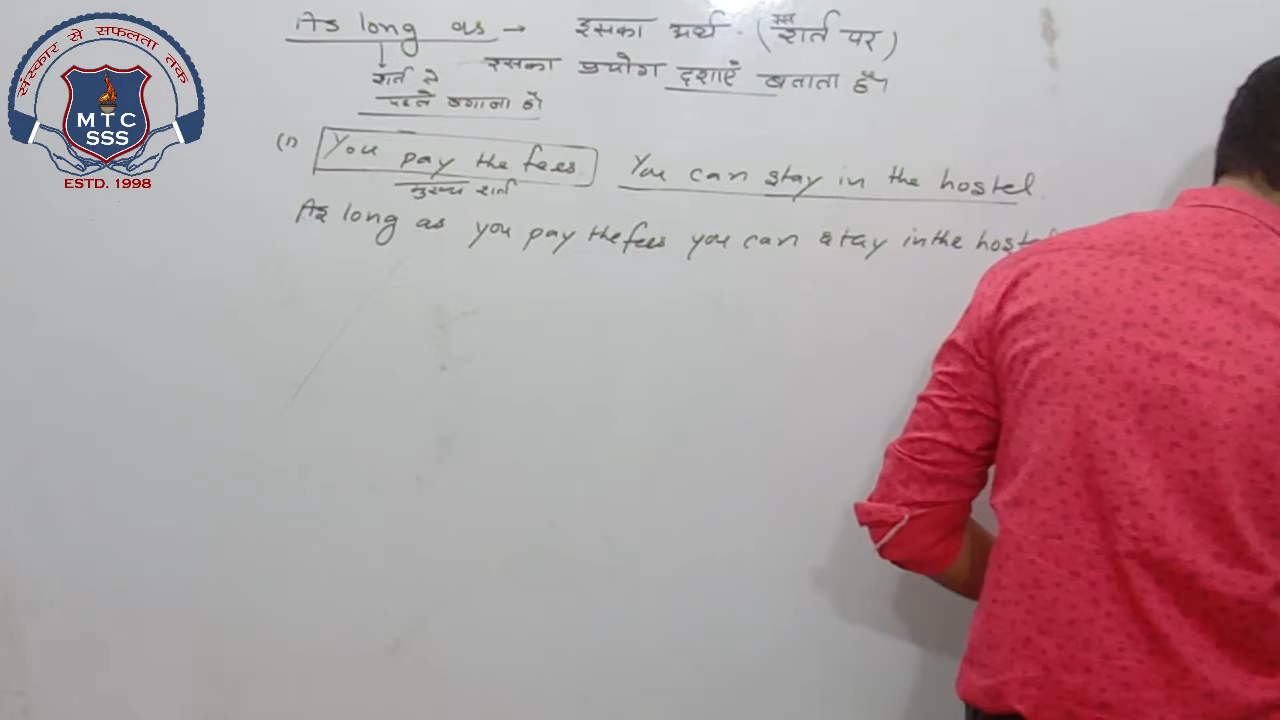 संस्कार से सफलता तक
MTC
SSS
ESTD. 1998
As long as → इसका अर्थ - (इस शर्त पर)
इसका प्रयोग दशाएँ बताता है।
शर्त से
पहले लगाना है।
(1) You pay the fees. You can stay in the hostel.
मुख्य शर्त
As long as you pay the fees you can stay in the hostel